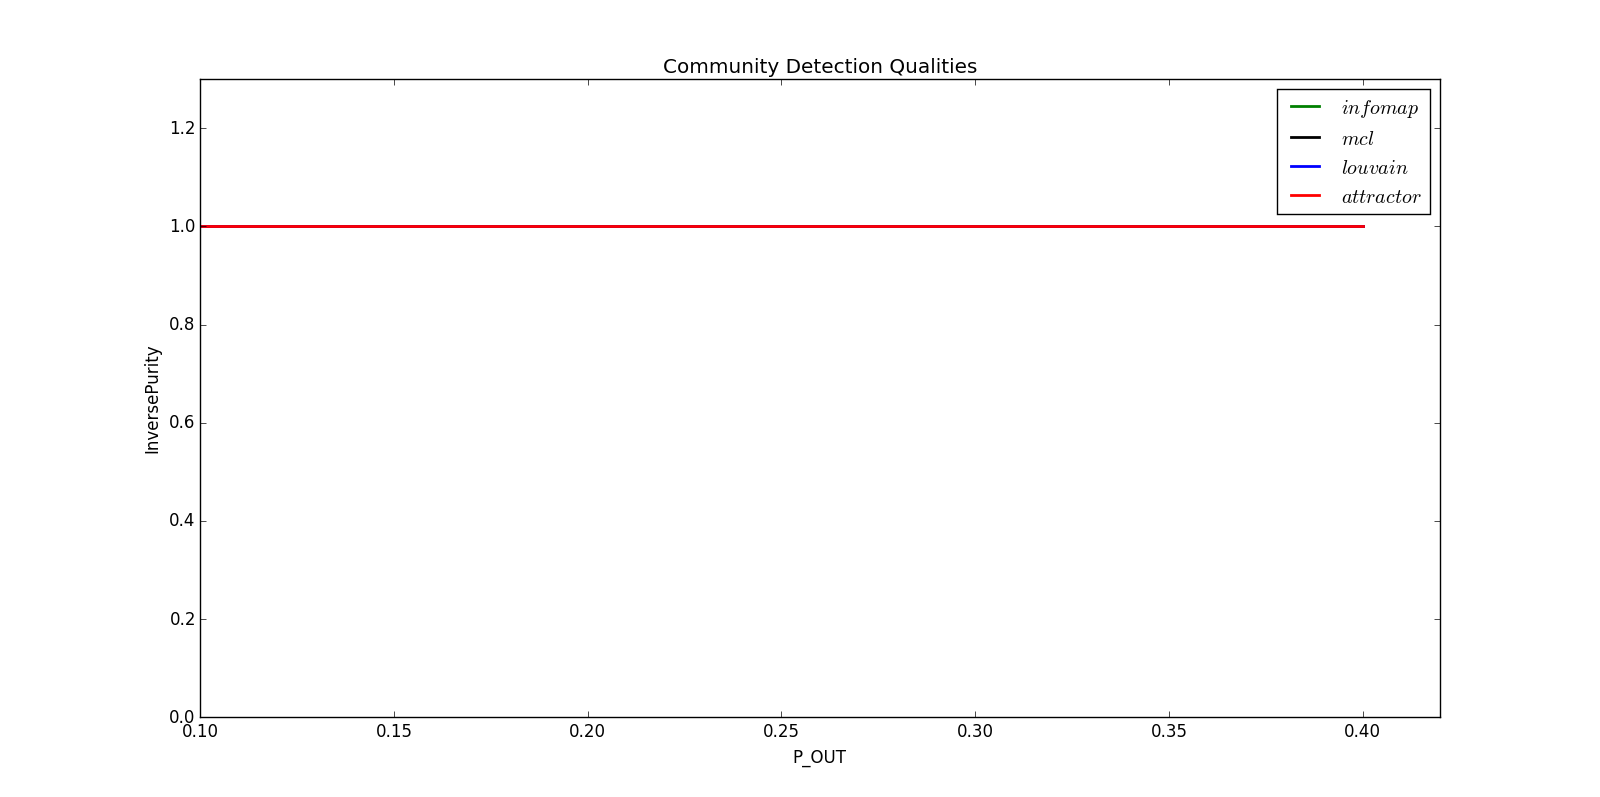 Community Detection Qualities
infomap
mcl
louvain
attractor
1.2
1.0
0.8
0.6
0.4
0.2
0.0
InversePurity
0.10 0.15 0.20 0.25 0.30 0.35 0.40
P_OUT